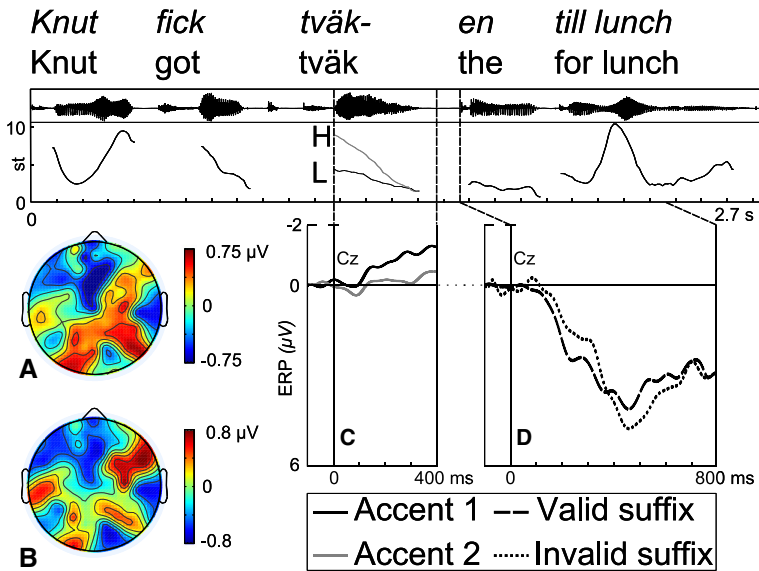 Knut fick tväk- en till lunch
Knut got tväk the for lunch
10
st
0
H
L
0
2.7 s
0.75 µV
0
-0.75
A
0.8 µV
0
-0.8
B
-2
0
6
ERP (µV)
Cz
C
0
400 ms
Cz
D
0
800 ms
Accent 1
Valid suffix
Accent 2
Invalid suffix